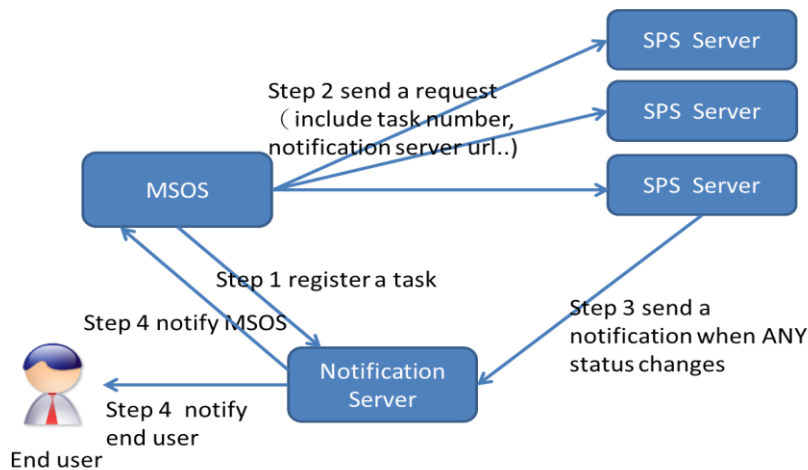 SPS Server
Step 2 send a request
（include task number,
notification server url..)
SPS Server
SPS Server
MSOS
Step 1 register a task
Step 4 notify MSOS
Step 3 send a
notification when ANY
status changes
Notification
Server
Step 4 notify
end user
End user